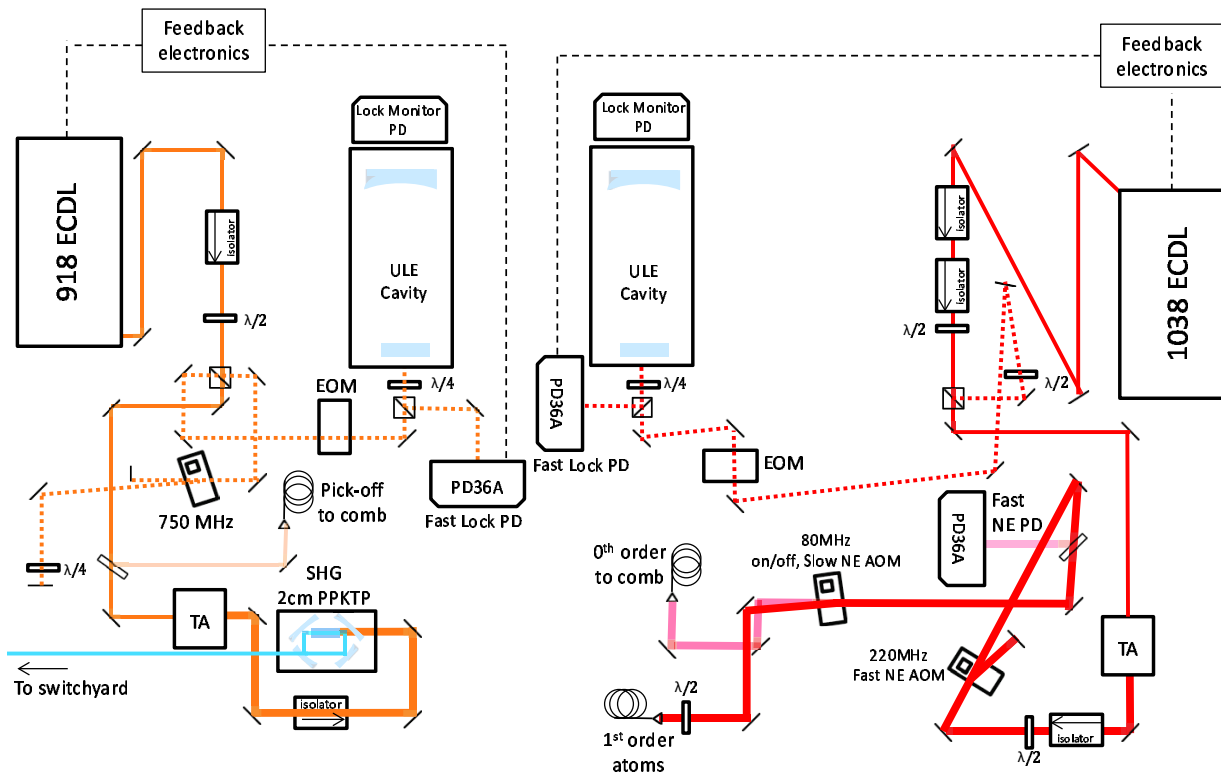 Feedback
electronics
Feedback
electronics
Lock Monitor
PD
Lock Monitor
PD
918 ECDL
isolator
λ/2
ULE
Cavity
ULE
Cavity
isolator
isolator
λ/2
1038 ECDL
EOM
λ/4
PD36A
λ/4
λ/2
Fast Lock PD
EOM
PD36A
Fast Lock PD
750 MHz
Pick-off
to comb
λ/4
SHG
2cm PPKTP
TA
To switchyard
isolator
0th order
to comb
80MHz
on/off, Slow NE AOM
PD36A
Fast
NE PD
220MHz
Fast NE AOM
TA
λ/2
1st order
atoms
λ/2
isolator